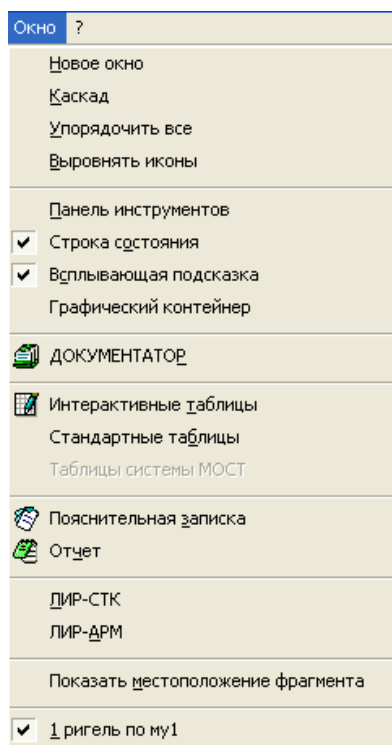 Окно ?
Новое окно
Каскад
Упорядочить все
Выровнять иконы
Панель инструментов
Строка состояния
Всплывающая подсказка
Графический контейнер
ДОКУМЕНТАТОР
Интерактивные таблицы
Стандартные таблицы
Таблицы системы МОСТ
Пояснительная записка
Отчет
ЛИР-СТК
ЛИР-АРМ
Показать местоположение фрагмента
1 ригель по му1